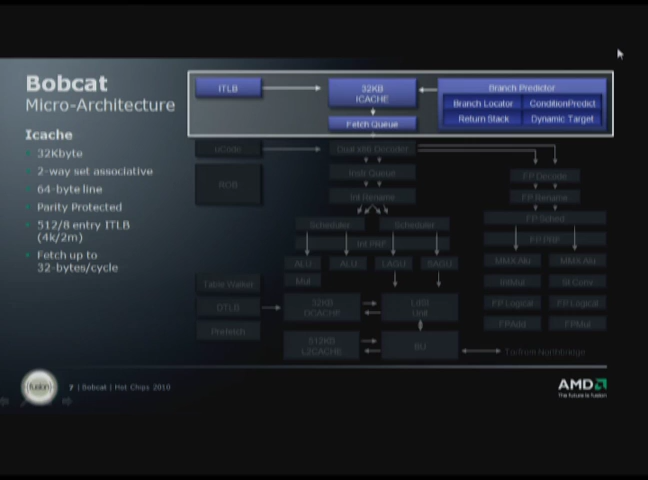 Bobcat
Micro-Architecture
Icache
32Kbyte
2-way set associative
64-byte line
Parity Protected
512/8 entry ITLB
(4k/2m)
Fetch up to
32-bytes/cycle
ITLB
32KB
ICACHE
Fetch Queue
Branch Predictor
Branch Locator
ConditionPredict
Return Stack
Dynamic Target
uCode
Dual x86 Decoder
ROB
Instr Queue
Int Rename
Scheduler
Scheduler
Int PRF
ALU
ALU
LAGU
SAGU
Mul
FP Decode
FP Rename
FP Sched
FP PRF
MMX Alu
MMX Alu
IntMul
St Conv
FP Logical
FP Logical
FPAdd
FPMul
Table Walker
DTLB
Prefetch
32KB
DCACHE
Unit
512KB
L2CACHE
BU
To/from Northbridge
fusion
7 | Bobcat | Hot Chips 2010
AMD
The future is fusion